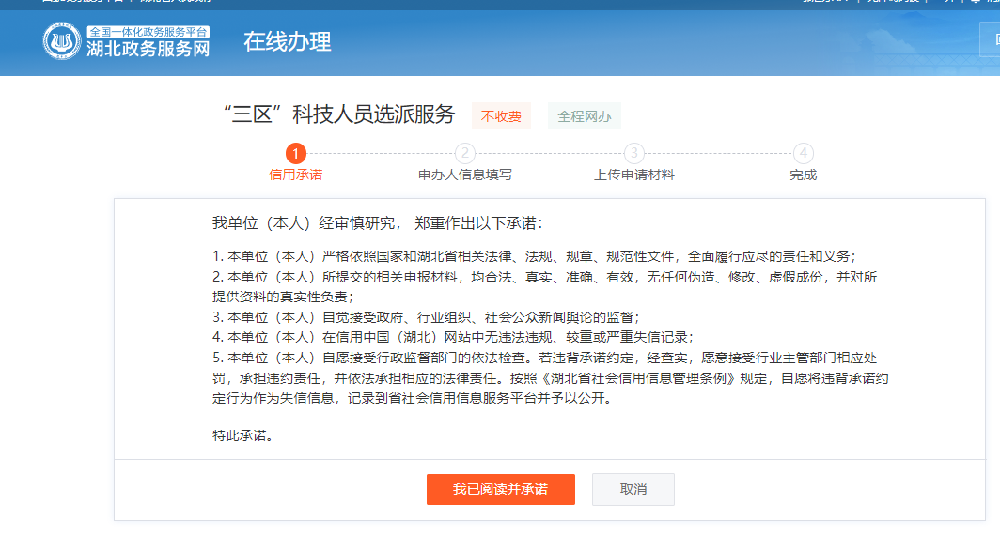 全国一体化政务服务平台
湖北政务服务网
在线办理
“三区”科技人员选派服务 不收费 全程网办
1 2 3 4
信用承诺 申办人信息填写 上传申请材料 完成
我单位（本人）经审慎研究， 郑重作出以下承诺：
1. 本单位（本人）严格依照国家和湖北省相关法律、法规、规章、规范性文件，全面履行应尽的责任和义务；
2. 本单位（本人）所提交的相关申报材料，均合法、真实、准确、有效，无任何伪造、修改、虚假成份，并对所
提供资料的真实性负责；
3. 本单位（本人）自觉接受政府、行业组织、社会公众新闻舆论的监督；
4. 本单位（本人）在信用中国（湖北）网站中无违法违规、较重或严重失信记录；
5. 本单位（本人）自愿接受行政监督部门的依法检查。若违背承诺约定，经查实，愿意接受行业主管部门相应处
罚，承担违约责任，并依法承担相应的法律责任。按照《湖北省社会信用信息管理条例》规定，自愿将违背承诺约
定行为作为失信信息，记录到省社会信用信息服务平台并予以公开。
特此承诺。
我已阅读并承诺 取消